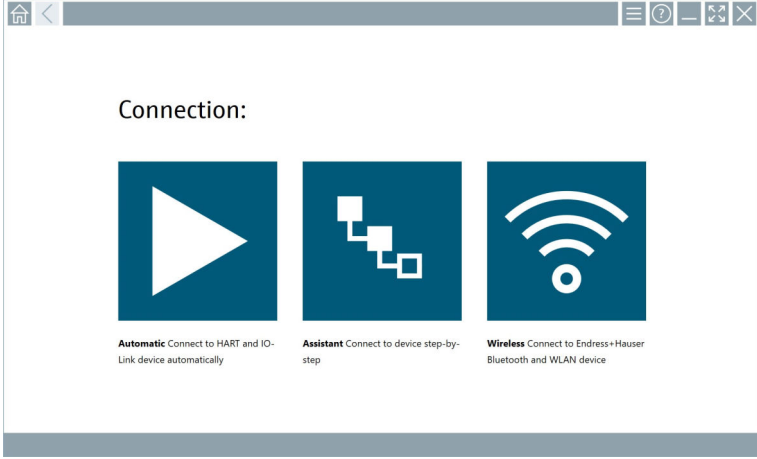 Connection:
Automatic Connect to HART and IO-
Link device automatically
Assistant Connect to device step-by-
step
Wireless Connect to Endress+Hauser
Bluetooth and WLAN device